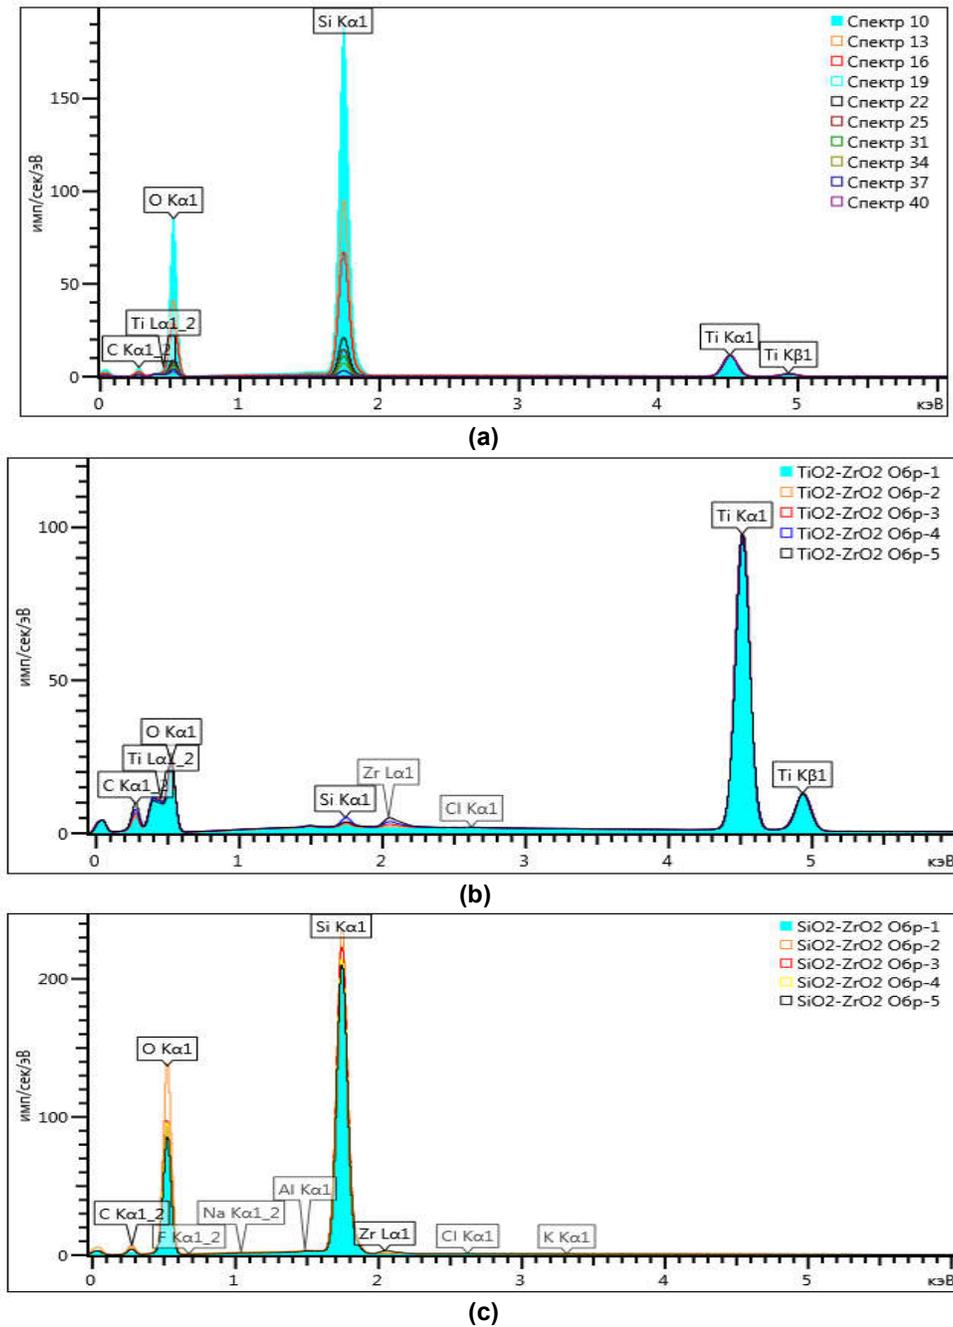 Si Kα1
Спектр 10
Спектр 13
Спектр 16
Спектр 19
Спектр 22
Спектр 25
Спектр 31
Спектр 34
Спектр 37
Спектр 40
150
O Kα1
100
имп/сек/эВ
50
Ti Lα1_2
C Kα1_2
Ti Kα1
Ti Kβ1
0
0 1 2 3 4 5 кэВ
(a)
TiO2-ZrO2 Обр-1
TiO2-ZrO2 Обр-2
TiO2-ZrO2 Обр-3
TiO2-ZrO2 Обр-4
TiO2-ZrO2 Обр-5
Ti Kα1
100
имп/сек/эВ
50
O Kα1
Ti Lα1_2
C Kα1_2
Zr Lα1
Si Kα1
Cl Kα1
Ti Kβ1
0
0 1 2 3 4 5 кэВ
(b)
Si Kα1
SiO2-ZrO2 Обр-1
SiO2-ZrO2 Обр-2
SiO2-ZrO2 Обр-3
SiO2-ZrO2 Обр-4
SiO2-ZrO2 Обр-5
200
O Kα1
имп/сек/эВ
100
Al Kα1
C Kα1_2
Na Kα1_2
F Kα1_2
Zr Lα1
Cl Kα1
K Kα1
0
0 1 2 3 4 5 кэВ
(c)